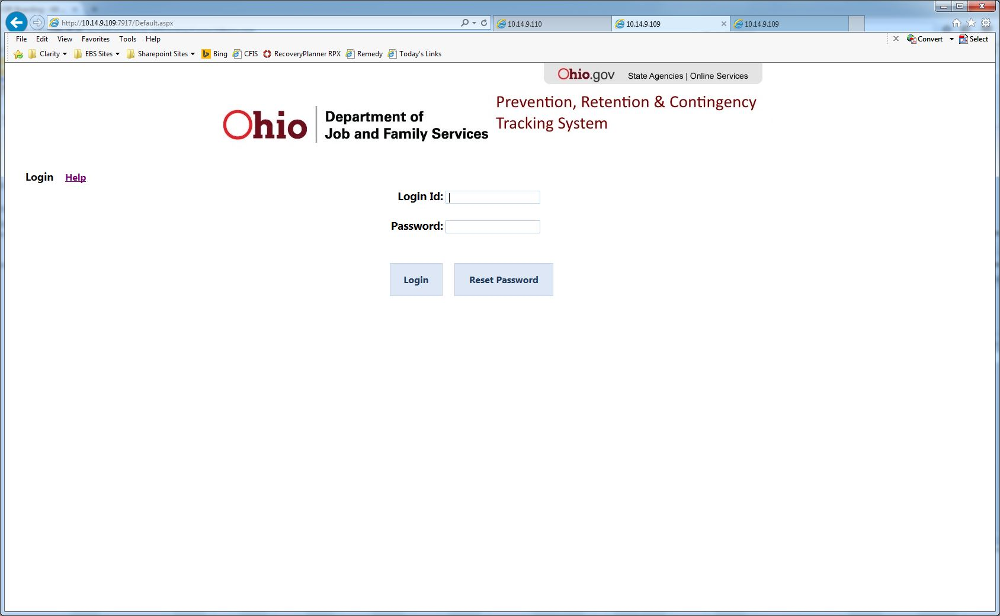 http://10.14.9.109:7917/Default.aspx
10.14.9.110
10.14.9.109
10.14.9.109
File Edit View Favorites Tools Help
Convert Select
Clarity EBS Sites Sharepoint Sites Bing CFIS RecoveryPlanner RPX Remedy Today's Links
Ohio.gov State Agencies | Online Services
Prevention, Retention & Contingency
Tracking System
Ohio
Department of
Job and Family Services
Login Help
Login Id:
Password:
Login Reset Password